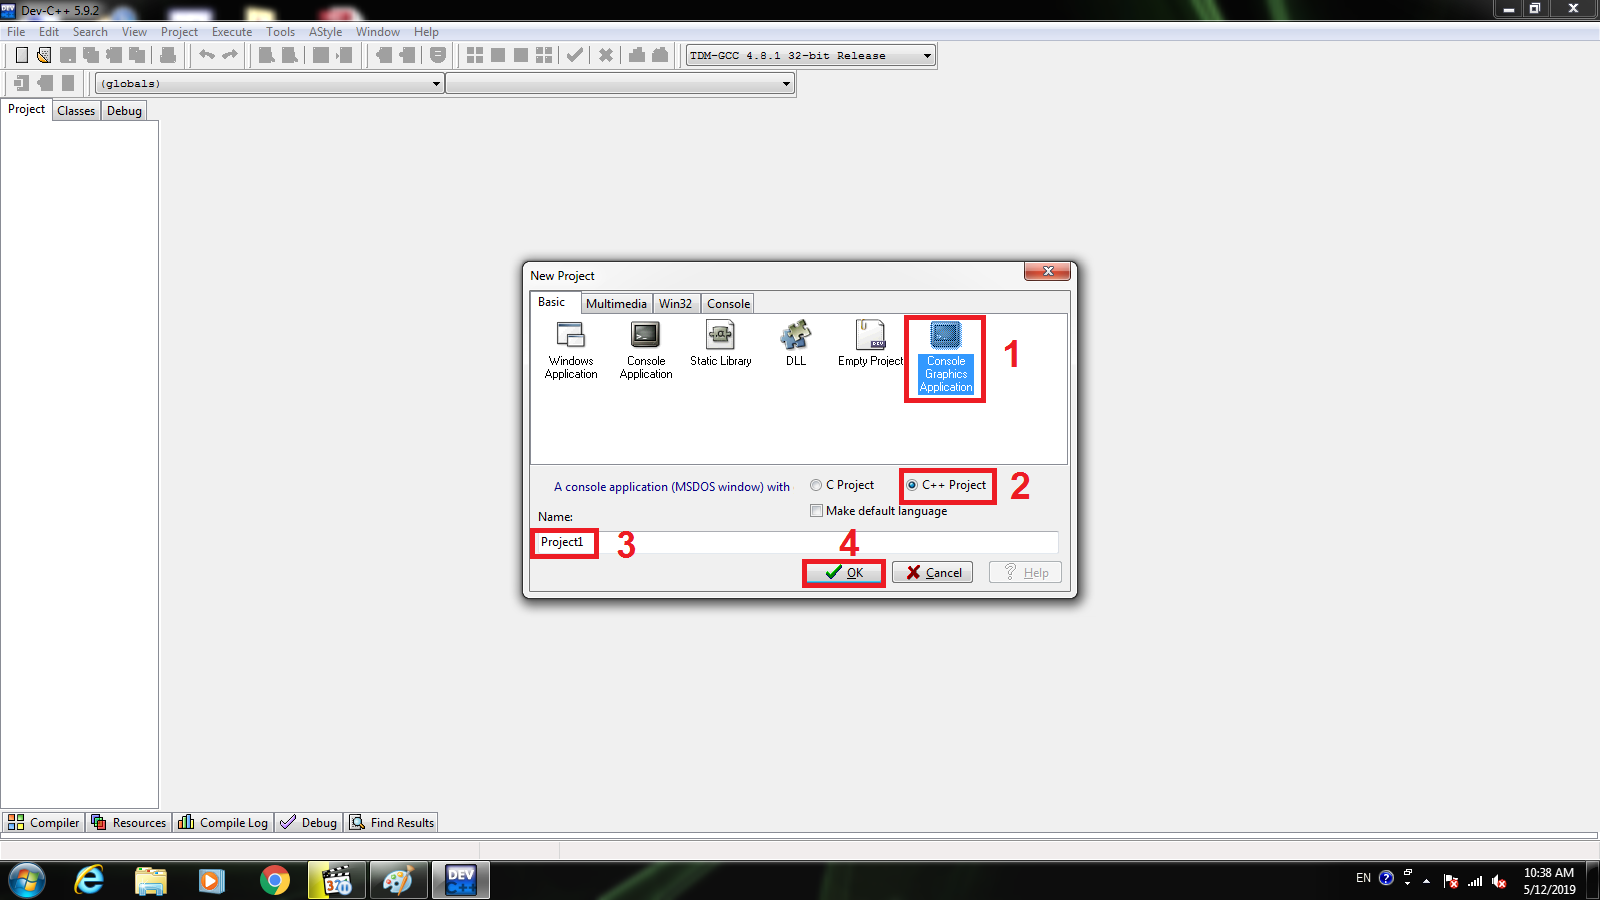 Dev-C++ 5.9.2
File Edit Search View Project Execute Tools AStyle Window Help
TDM-GCC 4.8.1 32-bit Release
(globals)
Project Classes Debug
New Project
Basic Multimedia Win32 Console
Windows Application
Console Application
Static Library
DLL
Empty Project
Console Graphics Application
1
A console application (MSDOS window) with
C Project
C++ Project
2
Make default language
Name:
Project1
3
4
OK Cancel Help
Compiler Resources Compile Log Debug Find Results
DEV C++
321
EN
10:38 AM
5/12/2019